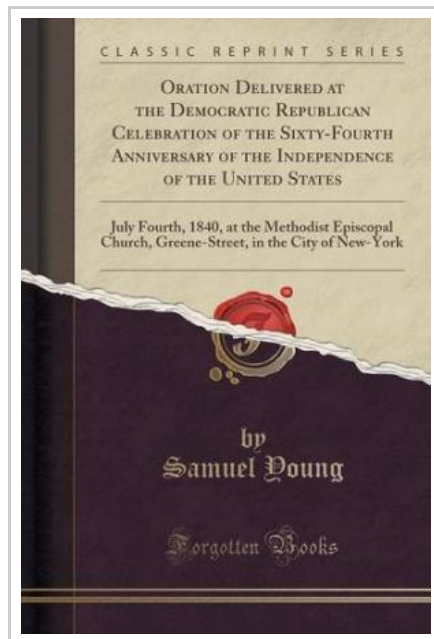 CLASSIC REPRINT SERIES
ORATION DELIVERED AT
THE DEMOCRATIC REPUBLICAN
CELEBRATION OF THE SIXTY-FOURTH
ANNIVERSARY OF THE INDEPENDENCE
OF THE UNITED STATES
July Fourth, 1840, at the Methodist Episcopal
Church, Greene-Street, in the City of New-York
by
Samuel Young
Forgotten Books